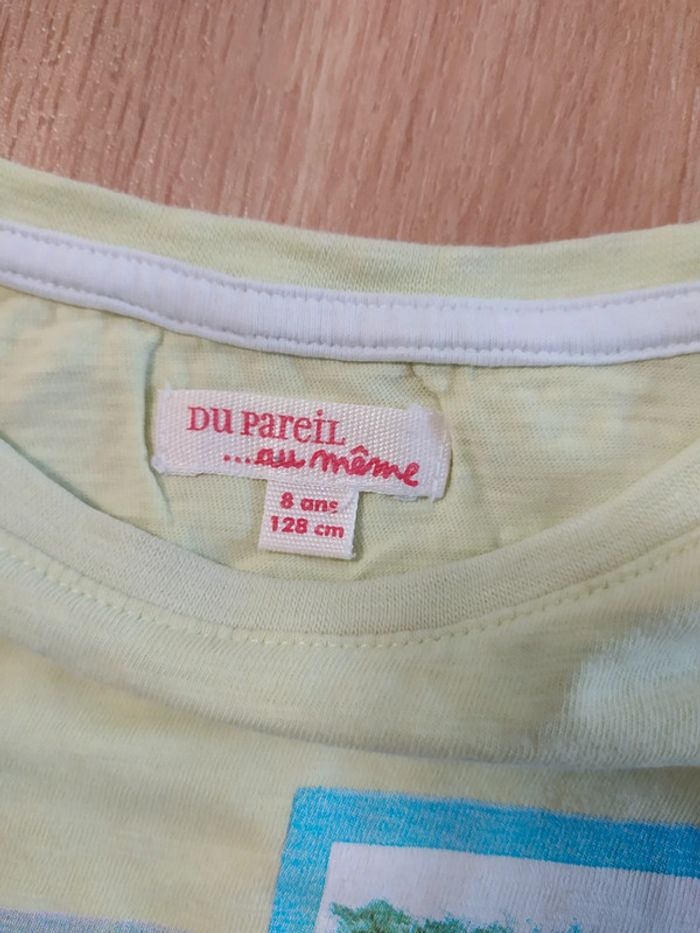 DU PAREIL
...au même
8 ans
128 cm